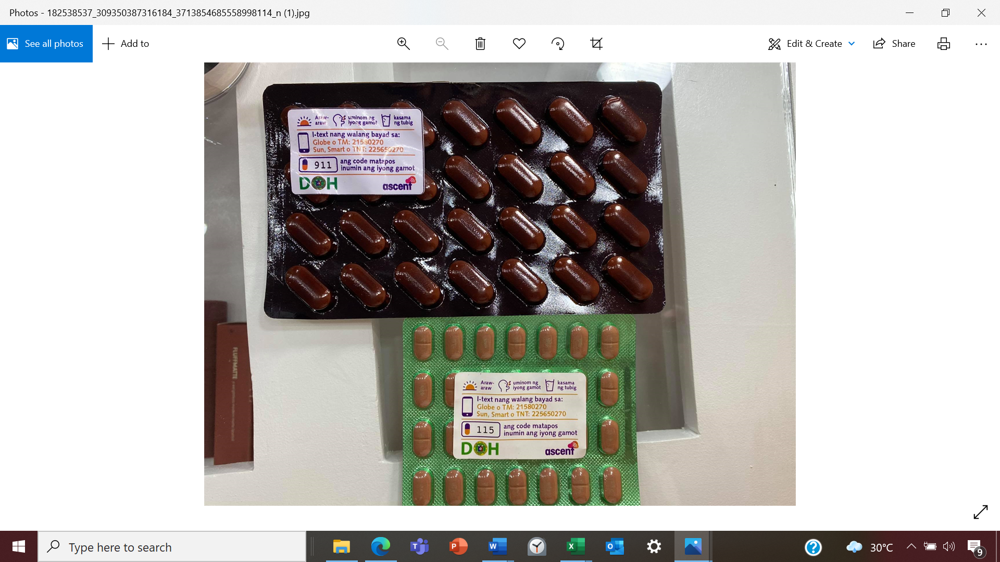 Photos - 182538537_309350387316184_3713854685558998114_n (1).jpg
See all photos
Add to
Edit & Create
Share
Araw-araw
uminom ng iyong gamot
kasama ng tubig
I-text nang walang bayad sa:
Globe o TM: 21580270
Sun, Smart o TNT: 225650270
911
ang code matapos
inumin ang iyong gamot
DOH
ascent
FLUFFMATTE
Araw-araw
uminom ng iyong gamot
kasama ng tubig
I-text nang walang bayad sa:
Globe o TM: 21580270
Sun, Smart o TNT: 225650270
115
ang code matapos
inumin ang iyong gamot
DOH
ascent
Type here to search
30°C
9